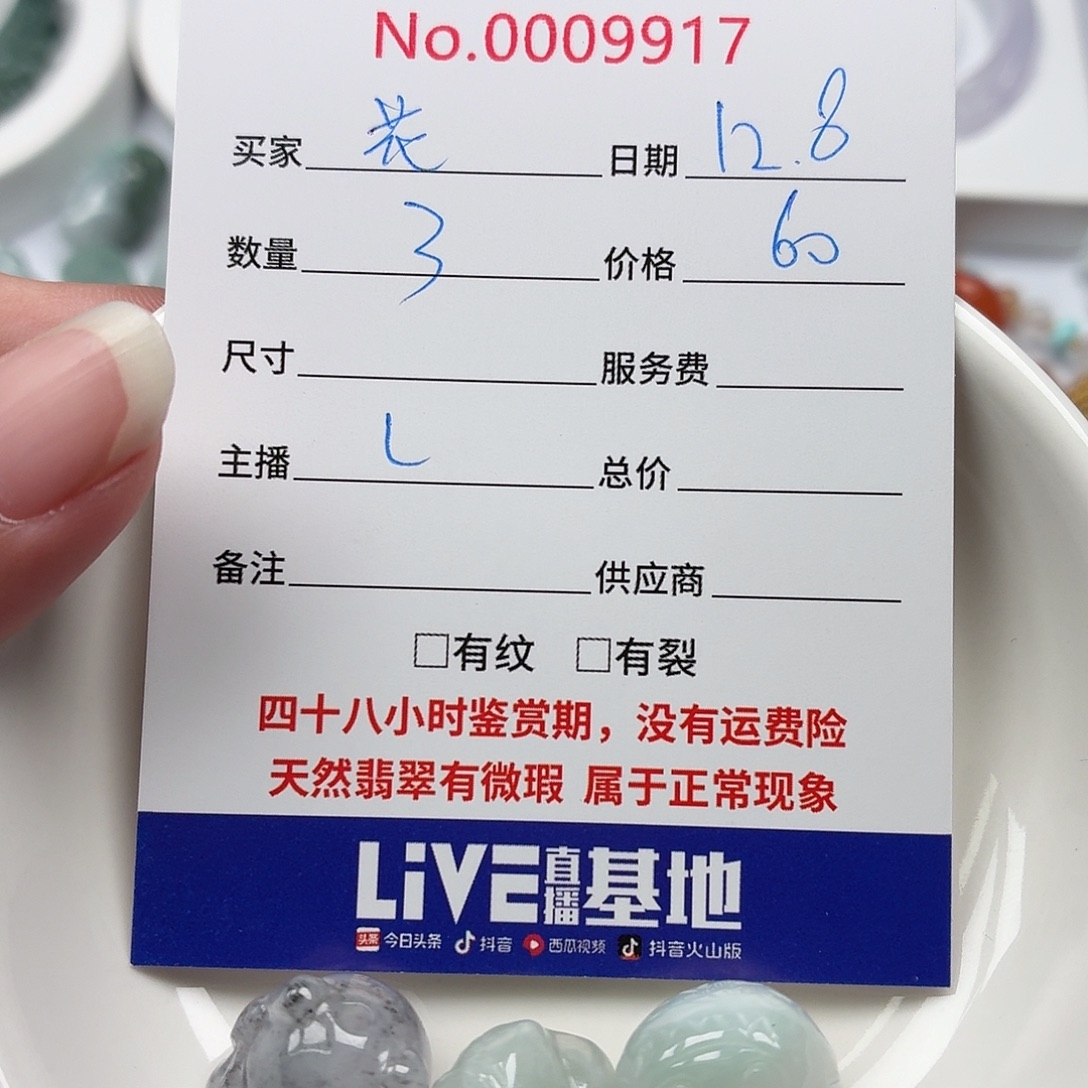 No.0009917
买家 花 日期 12.8
数量 3 价格 60
尺寸 服务费
主播 L 总价
备注 供应商
□有纹 □有裂
四十八小时鉴赏期，没有运费险
天然翡翠有微瑕 属于正常现象
LiVE直播基地
头条 今日头条 抖音 西瓜视频 抖音火山版